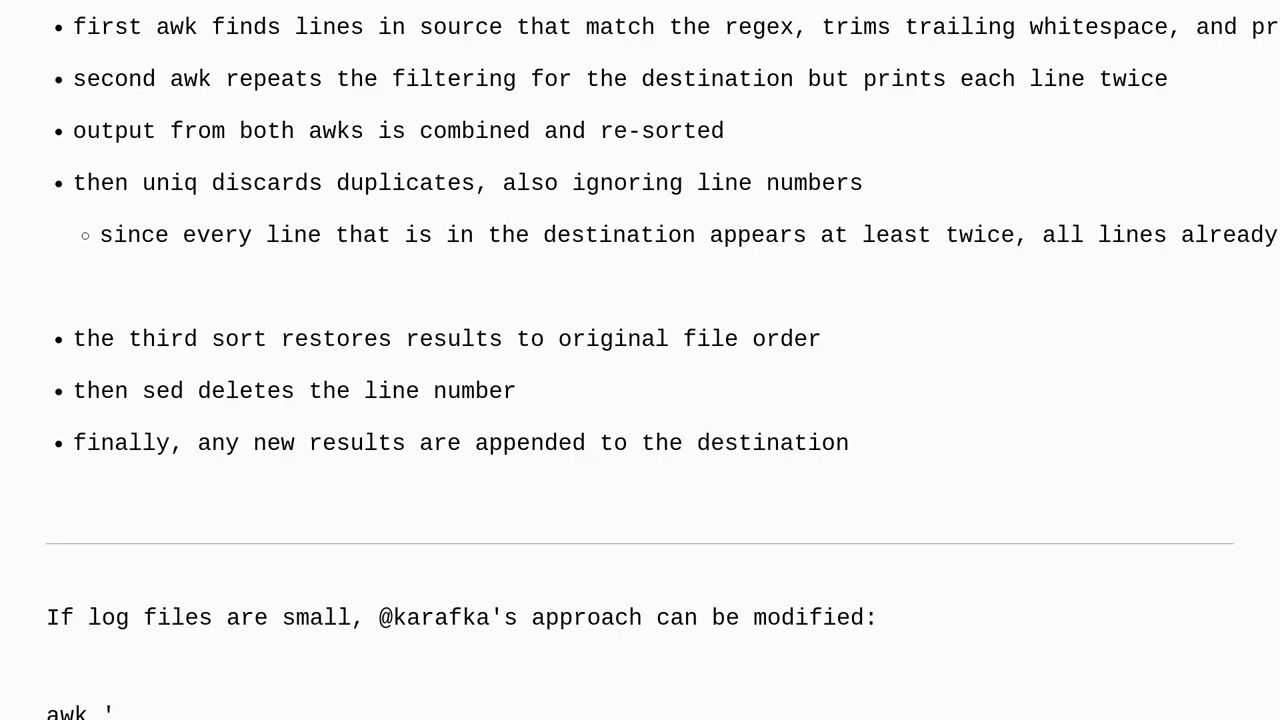 first awk finds lines in source that match the regex, trims trailing whitespace, and
second awk repeats the filtering for the destination but prints each line twice
output from both awks is combined and re-sorted
then uniq discards duplicates, also ignoring line numbers
since every line that is in the destination appears at least twice, all lines already
the third sort restores results to original file order
then sed deletes the line number
finally, any new results are appended to the destination
If log files are small, @karafka's approach can be modified:
awk '